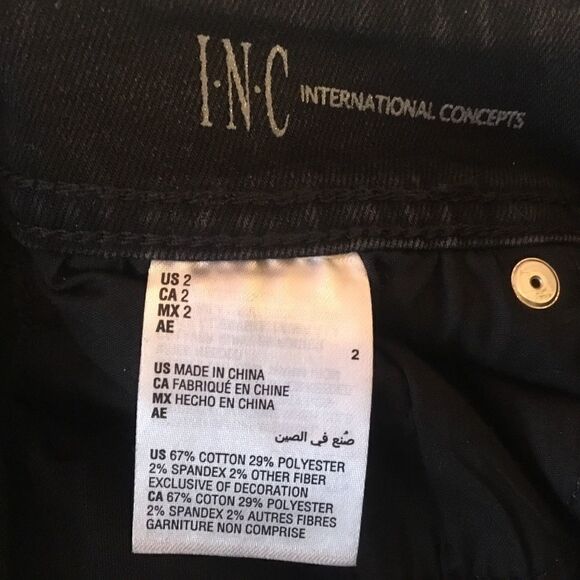 I·N·C INTERNATIONAL CONCEPTS
US 2
CA 2
MX 2
AE
2
US MADE IN CHINA
CA FABRIQUÉ EN CHINE
MX HECHO EN CHINA
AE
صُنع في الصين
US 67% COTTON 29% POLYESTER
2% SPANDEX 2% OTHER FIBER
EXCLUSIVE OF DECORATION
CA 67% COTON 29% POLYESTER
2% SPANDEX 2% AUTRES FIBRES
GARNITURE NON COMPRISE